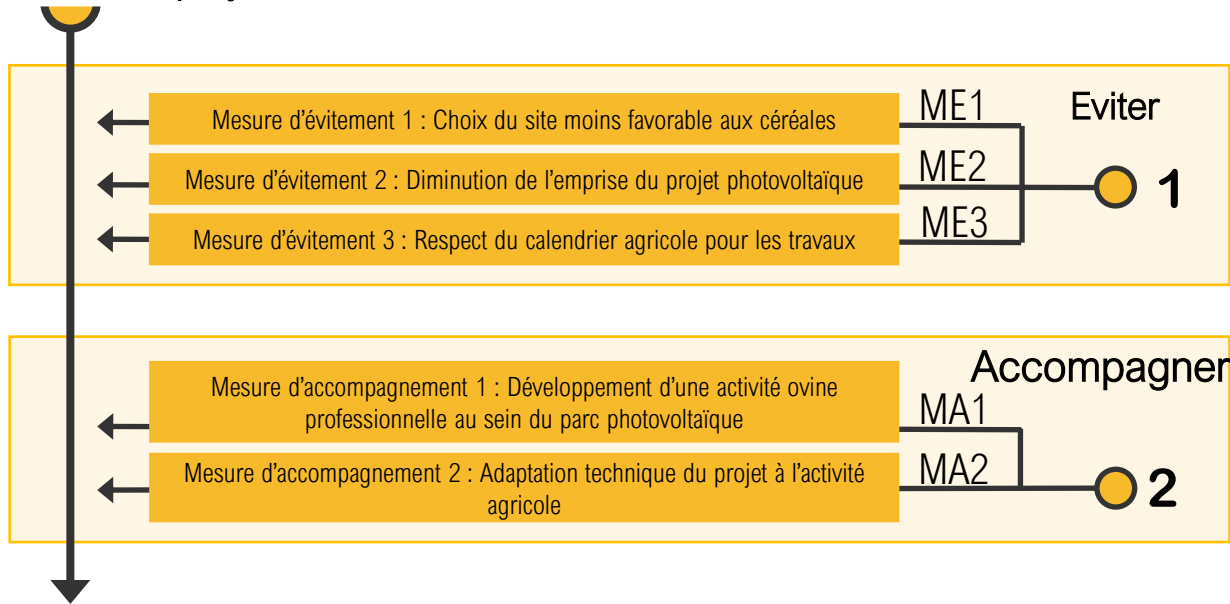 Mesure d'évitement 1 : Choix du site moins favorable aux céréales
ME1
Eviter
Mesure d'évitement 2 : Diminution de l'emprise du projet photovoltaïque
ME2
1
Mesure d'évitement 3 : Respect du calendrier agricole pour les travaux
ME3
Accompagner
Mesure d'accompagnement 1 : Développement d'une activité ovine
professionnelle au sein du parc photovoltaïque
MA1
Mesure d'accompagnement 2 : Adaptation technique du projet à l'activité
agricole
MA2
2